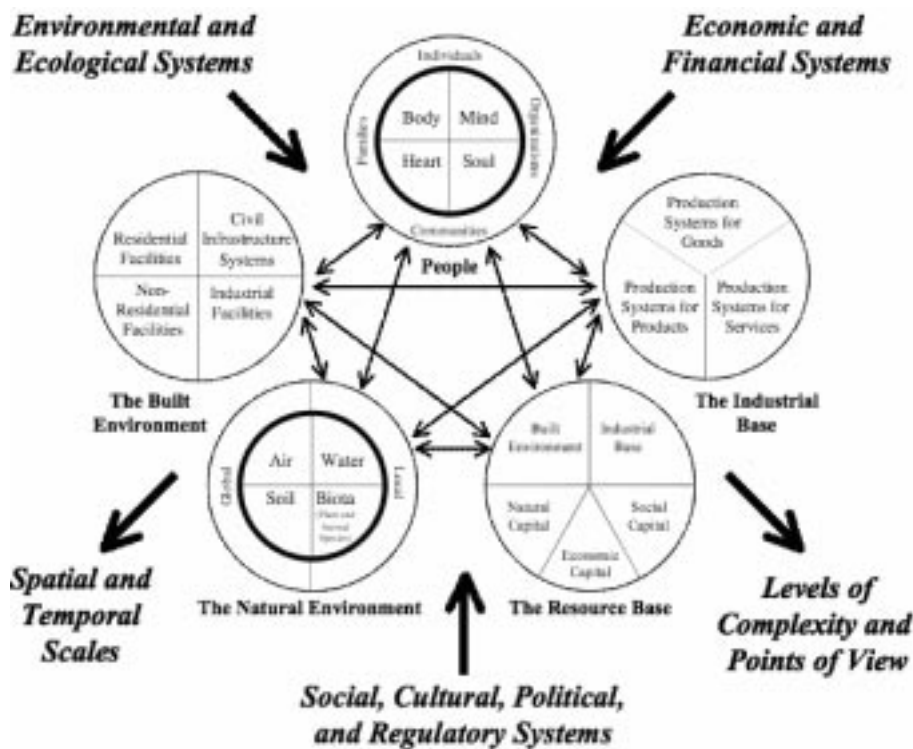 Environmental and
Ecological Systems
Economic and
Financial Systems
Individuals
Families
Organizations
Body
Mind
Heart
Soul
Communities
People
Residential
Facilities
Civil
Infrastructure
Systems
Non-
Residential
Facilities
Industrial
Facilities
The Built
Environment
Production
Systems for
Goods
Production
Systems for
Products
Production
Systems for
Services
The Industrial
Base
Global
Local
Air
Water
Soil
Biota
(Plant and
Animal
Species)
The Natural Environment
Built
Environment
Industrial
Base
Natural
Capital
Social
Capital
Economic
Capital
The Resource Base
Spatial and
Temporal
Scales
Levels of
Complexity and
Points of View
Social, Cultural, Political,
and Regulatory Systems